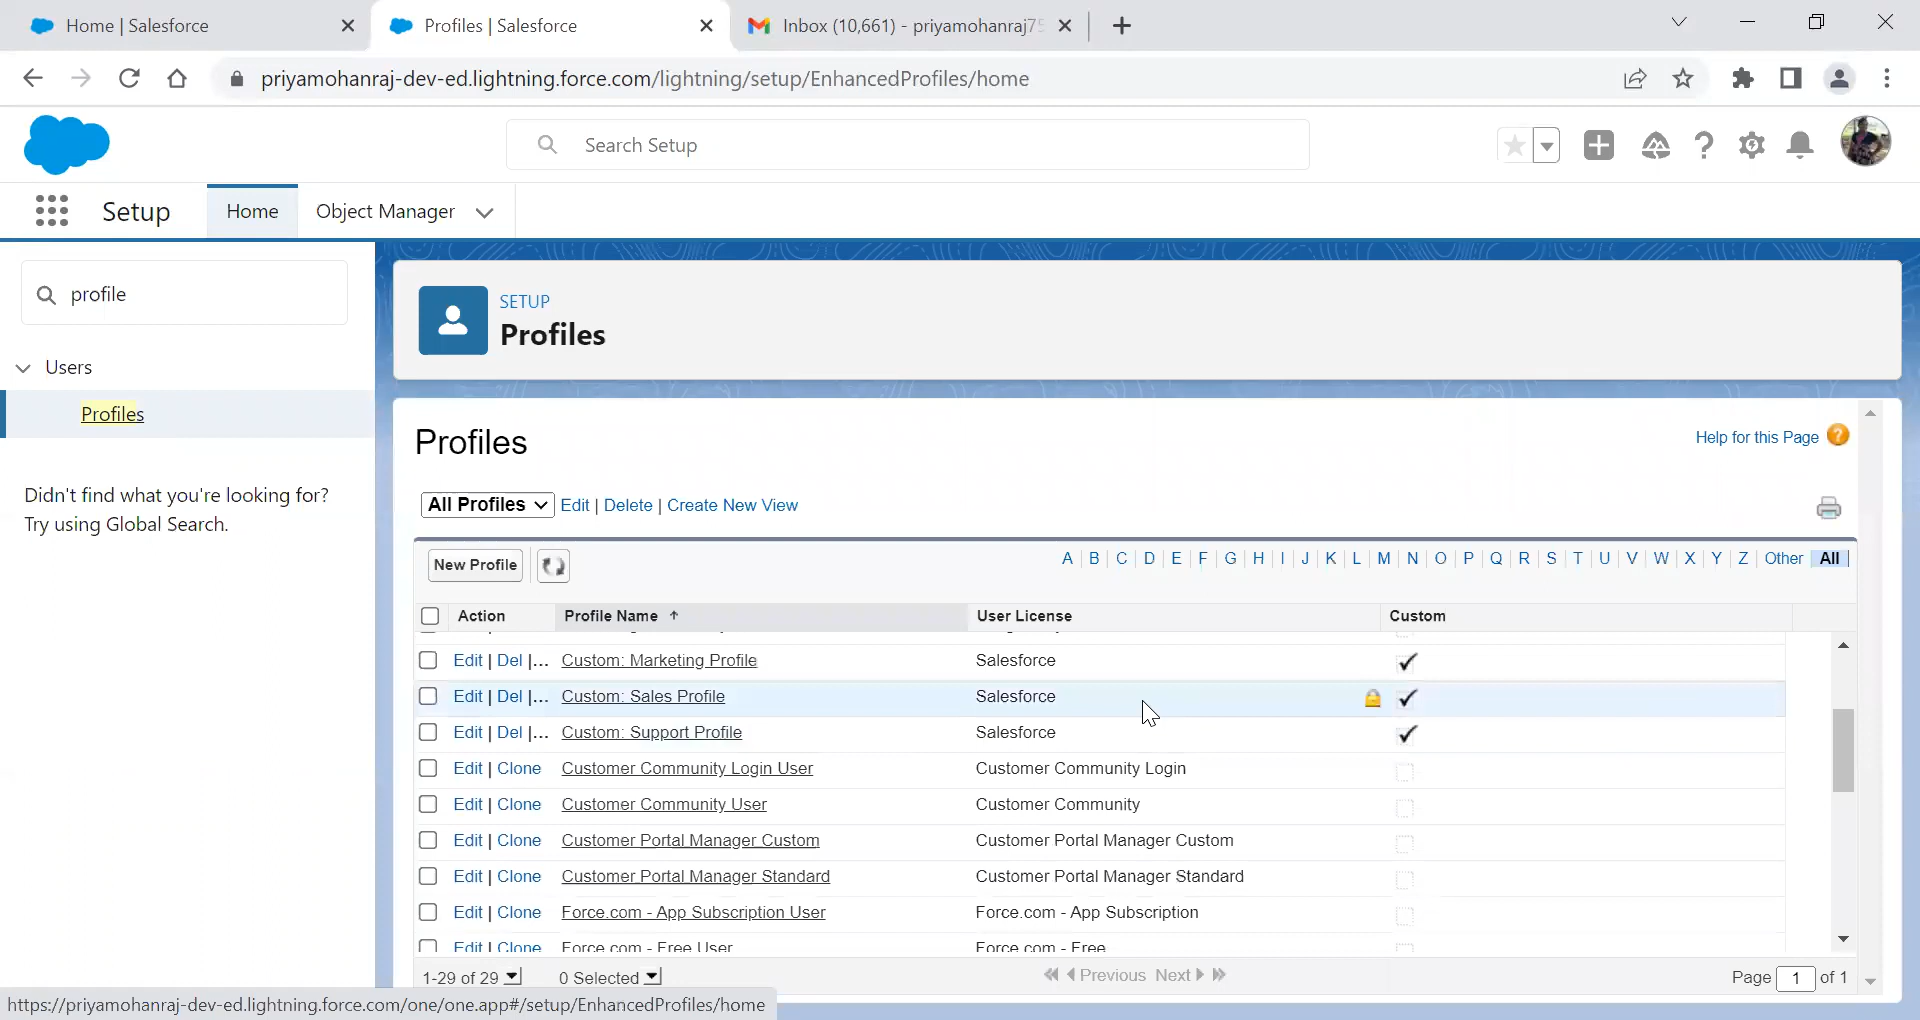 Home | Salesforce
Profiles | Salesforce
Inbox (10,661) - priyamohanraj75
priyamohanraj-dev-ed.lightning.force.com/lightning/setup/EnhancedProfiles/home
Search Setup
Setup
Home
Object Manager
profile
Users
Profiles
Didn't find what you're looking for?
Try using Global Search.
SETUP
Profiles
Profiles
Help for this Page
All Profiles Edit | Delete | Create New View
New Profile
A | B | C | D | E | F | G | H | I | J | K | L | M | N | O | P | Q | R | S | T | U | V | W | X | Y | Z | Other | All
Action Profile Name User License Custom
Edit | Del |... Custom: Marketing Profile Salesforce
Edit | Del |... Custom: Sales Profile Salesforce
Edit | Del |... Custom: Support Profile Salesforce
Edit | Clone Customer Community Login User Customer Community Login
Edit | Clone Customer Community User Customer Community
Edit | Clone Customer Portal Manager Custom Customer Portal Manager Custom
Edit | Clone Customer Portal Manager Standard Customer Portal Manager Standard
Edit | Clone Force.com - App Subscription User Force.com - App Subscription
Edit | Clone Force.com - Free User Force.com - Free
1-29 of 29 0 Selected Previous Next Page 1 of 1
https://priyamohanraj-dev-ed.lightning.force.com/one/one.app#/setup/EnhancedProfiles/home